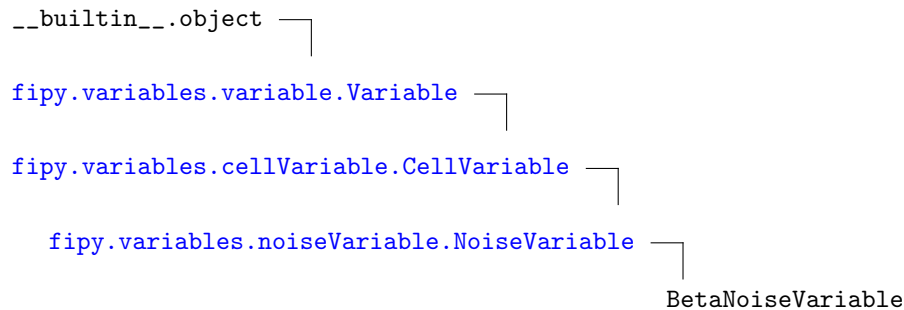 __builtin__.object
fipy.variables.variable.Variable
fipy.variables.cellVariable.CellVariable
fipy.variables.noiseVariable.NoiseVariable
BetaNoiseVariable